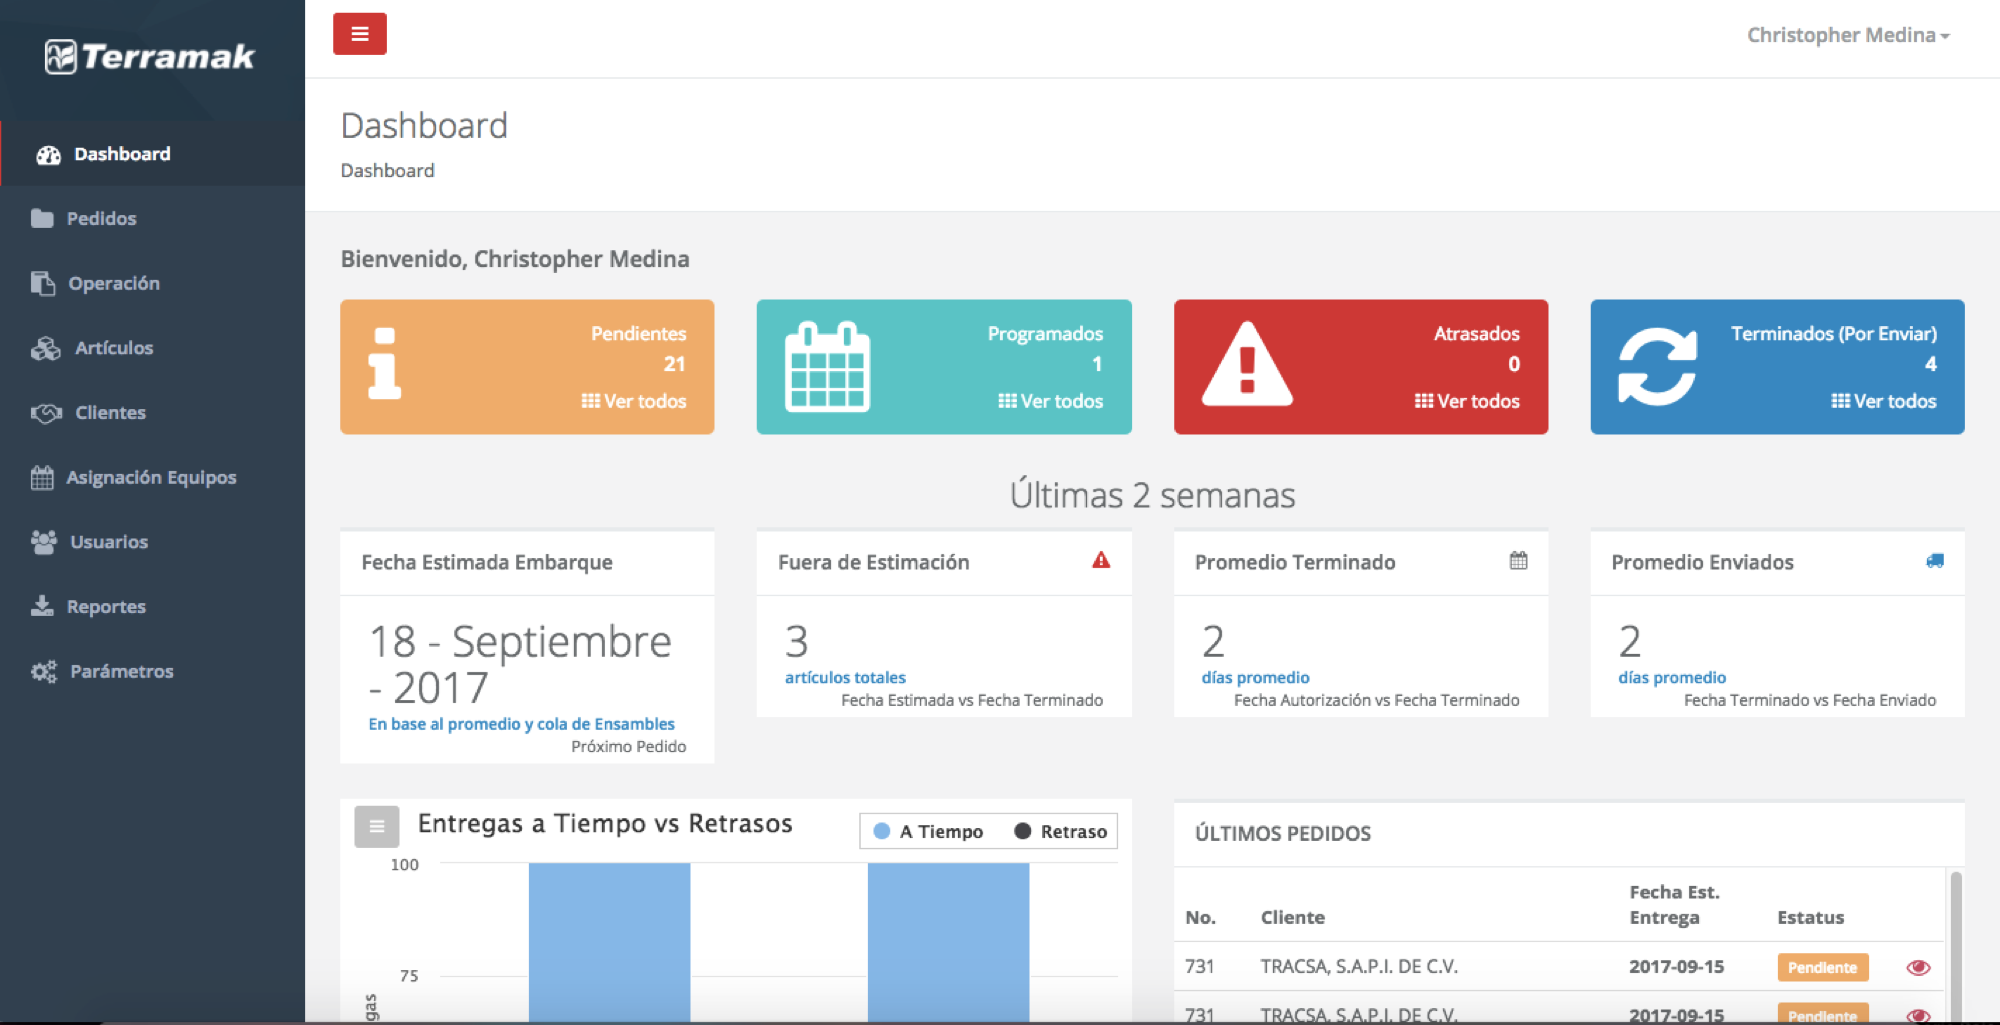 Terramak
Christopher Medina
Dashboard
Pedidos
Operación
Artículos
Clientes
Asignación Equipos
Usuarios
Reportes
Parámetros
Dashboard
Dashboard
Bienvenido, Christopher Medina
Pendientes
21
Ver todos
Programados
1
Ver todos
Atrasados
0
Ver todos
Terminados (Por Enviar)
4
Ver todos
Últimas 2 semanas
Fecha Estimada Embarque
18 - Septiembre
- 2017
En base al promedio y cola de Ensambles
Próximo Pedido
Fuera de Estimación
3
artículos totales
Fecha Estimada vs Fecha Terminado
Promedio Terminado
2
días promedio
Fecha Autorización vs Fecha Terminado
Promedio Enviados
2
días promedio
Fecha Terminado vs Fecha Enviado
Entregas a Tiempo vs Retrasos
A Tiempo Retraso
100
75
gas
ÚLTIMOS PEDIDOS
No. Cliente Fecha Est. Entrega Estatus
731 TRACSA, S.A.P.I. DE C.V. 2017-09-15 Pendiente
731 TRACSA, S.A.P.I. DE C.V. 2017-09-15 Pendiente